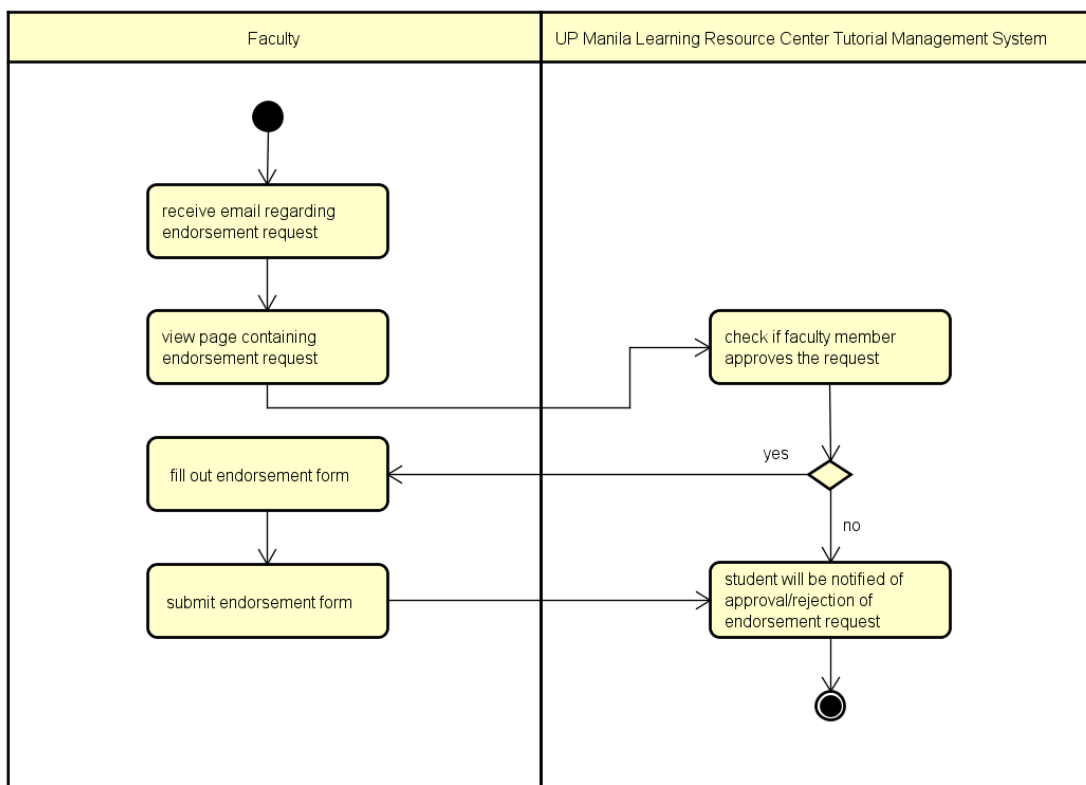 Faculty
UP Manila Learning Resource Center Tutorial Management System
receive email regarding
endorsement request
view page containing
endorsement request
check if faculty member
approves the request
yes
fill out endorsement form
no
submit endorsement form
student will be notified of
approval/rejection of
endorsement request